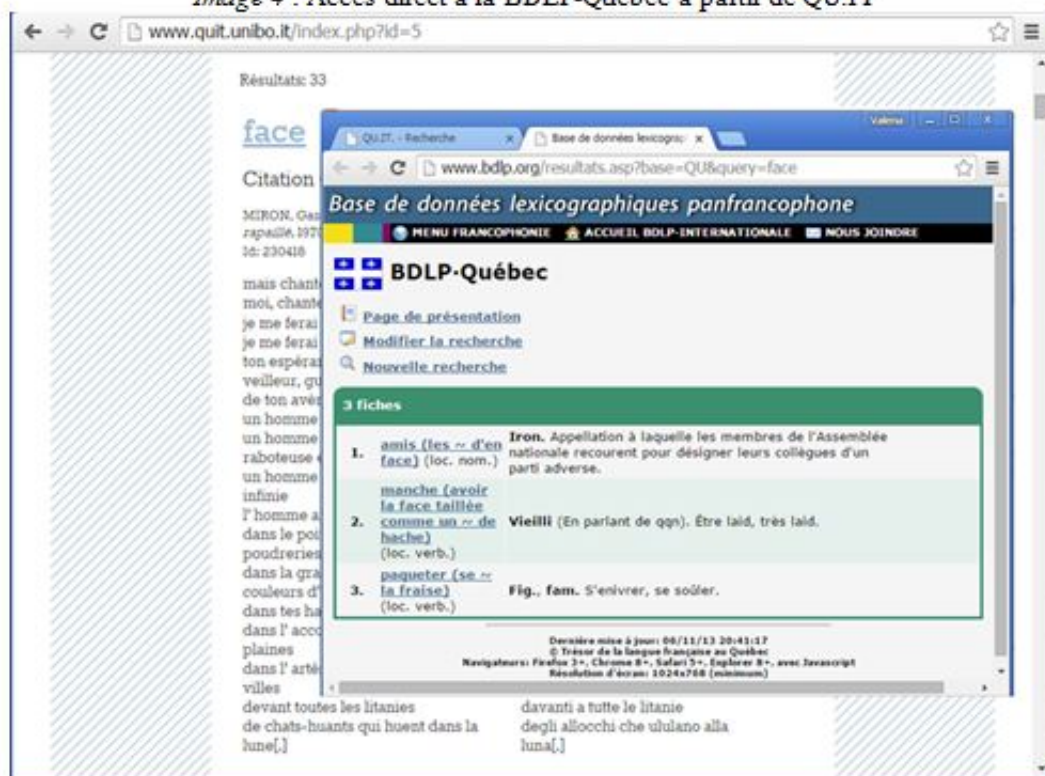 Image 4 : Accès direct à la BDLP-Québec à partir de QU.IT
www.quit.unibo.it/index.php?id=5
Résultats: 33
face
Citation
MIRON, Gas
rapaillé, 1970
Id: 230418
mais chant
moi, chante
je me ferai
je me ferai
ton espéra
veilleur, gu
de ton avè
un homme
un homme
raboteuse
un homme
infinie
l' homme a
dans le poi
poudreries
dans la gra
couleurs d'
dans tes ha
dans l' acco
plaines
dans l' arté
villes
devant toutes les litanies
de chats-huants qui huent dans la
lune[.]
davanti a tutte le litanie
degli allocchi che ululano alla
luna[.]
Valeria
QU.IT. - Recherche
Base de données lexicogra
www.bdlp.org/resultats.asp?base=QU&query=face
Base de données lexicographiques panfrancophone
MENU FRANCOPHONIE ACCUEIL BDLP-INTERNATIONALE NOUS JOINDRE
BDLP-Québec
Page de présentation
Modifier la recherche
Nouvelle recherche
3 fiches
1. amis (les ~ d'en face) (loc. nom.) Iron. Appellation à laquelle les membres de l'Assemblée
nationale recourent pour désigner leurs collègues d'un
parti adverse.
2. manche (avoir
la face taillée
comme un ~ de
hache)
(loc. verb.)
Vieilli (En parlant de qqn). Être laid, très laid.
3. paqueter (se ~
la fraise)
(loc. verb.)
Fig., fam. S'enivrer, se soûler.
Dernière mise à jour: 06/11/13 20:41:17
© Trésor de la langue française au Québec
Navigateurs: Firefox 3+, Chrome 8+, Safari 5+, Explorer 8+, avec Javascript
Résolution d'écran: 1024x768 (minimum)